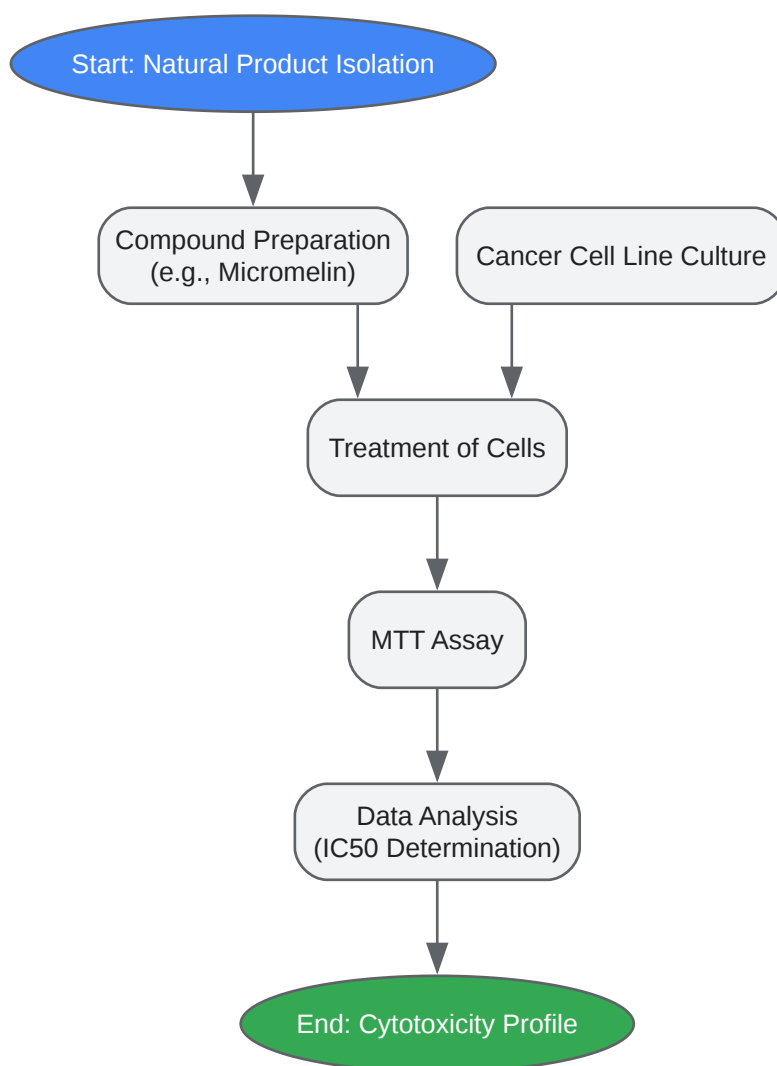 Start: Natural Product Isolation
Compound Preparation
(e.g., Micromelin)
Cancer Cell Line Culture
Treatment of Cells
MTT Assay
Data Analysis
(IC50 Determination)
End: Cytotoxicity Profile